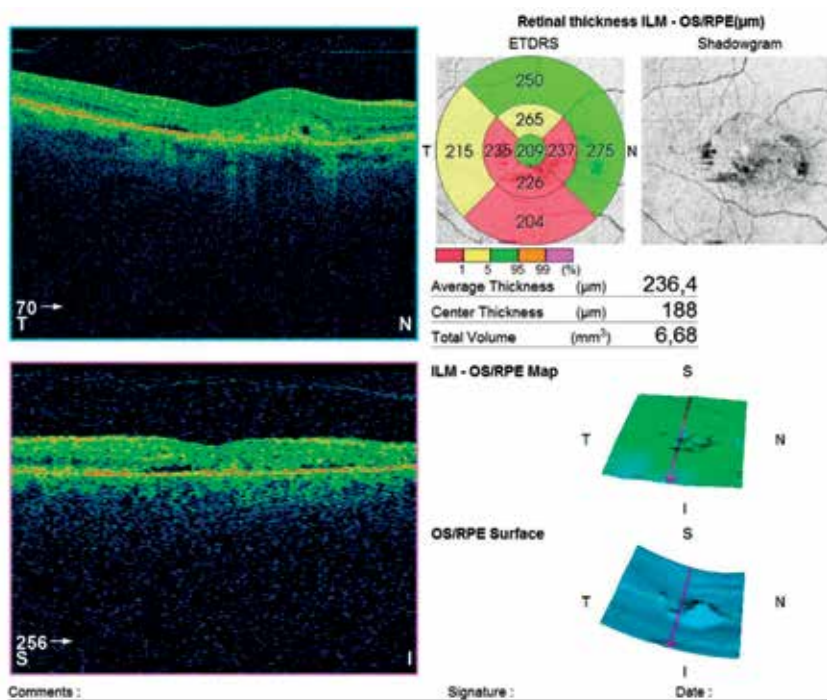 Retinal thickness ILM - OS/RPE(µm)
ETDRS
Shadowgram
250
265
T 215 235 209 237 275 N
226
204
1 5 95 99 (%)
Average Thickness (µm) 236,4
Center Thickness (µm) 188
Total Volume (mm³) 6,68
70
T N
ILM - OS/RPE Map
S
T N
I
OS/RPE Surface
S
T N
I
256
S I
Comments : Signature : Date :